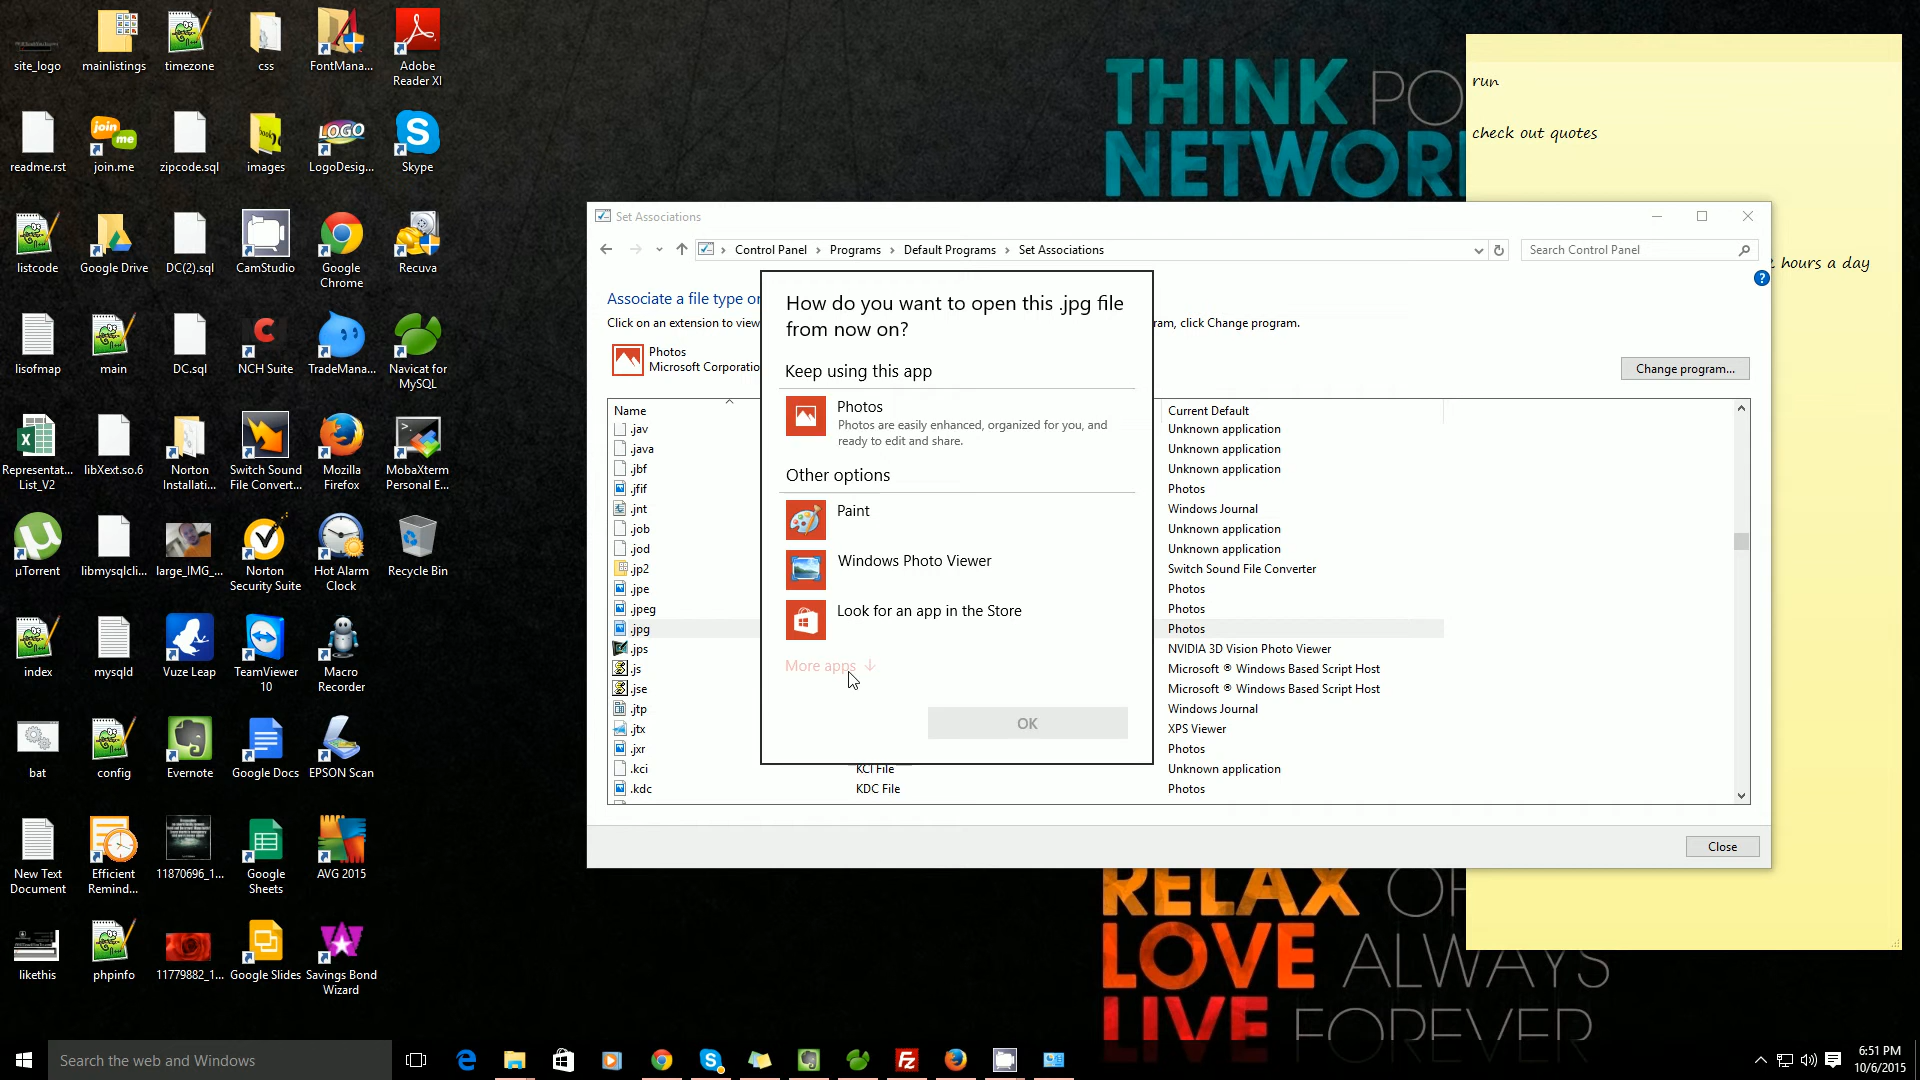 site_logo
mainlistings
timezone
css
FontMana...
Adobe
Reader XI
readme.rst
join.me
zipcode.sql
images
LogoDesig...
Skype
listcode
Google Drive
DC(2).sql
CamStudio
Google
Chrome
Recuva
lisofmap
main
DC.sql
NCH Suite
TradeMana...
Navicat for
MySQL
Representat...
List_V2
libXext.so.6
Norton
Installati...
Switch Sound
File Convert...
Mozilla
Firefox
MobaXterm
Personal E...
µTorrent
libmysqlcli...
large_IMG_...
Norton
Security Suite
Hot Alarm
Clock
Recycle Bin
index
mysqld
Vuze Leap
TeamViewer
10
Macro
Recorder
bat
config
Evernote
Google Docs
EPSON Scan
New Text
Document
Efficient
Remind...
11870696_1...
Google
Sheets
AVG 2015
likethis
phpinfo
11779882_1...
Google Slides
Savings Bond
Wizard
THINK PO
NETWOR
run
check out quotes
hours a day
Set Associations
Control Panel > Programs > Default Programs > Set Associations
Search Control Panel
Associate a file type or
Click on an extension to view
ram, click Change program.
Photos
Microsoft Corporatio
Change program...
How do you want to open this .jpg file
from now on?
Keep using this app
Photos
Photos are easily enhanced, organized for you, and
ready to edit and share.
Other options
Paint
Windows Photo Viewer
Look for an app in the Store
More apps
OK
Name
Current Default
.jav Unknown application
.java Unknown application
.jbf Unknown application
.jfif Photos
.jnt Windows Journal
.job Unknown application
.jod Unknown application
.jp2 Switch Sound File Converter
.jpe Photos
.jpeg Photos
.jpg Photos
.jps NVIDIA 3D Vision Photo Viewer
.js Microsoft ® Windows Based Script Host
.jse Microsoft ® Windows Based Script Host
.jtp Windows Journal
.jtx XPS Viewer
.jxr Photos
.kci KCI File Unknown application
.kdc KDC File Photos
Close
RELAX OF
LOVE ALWAYS
LIVE FOREVER
Search the web and Windows
6:51 PM
10/6/2015